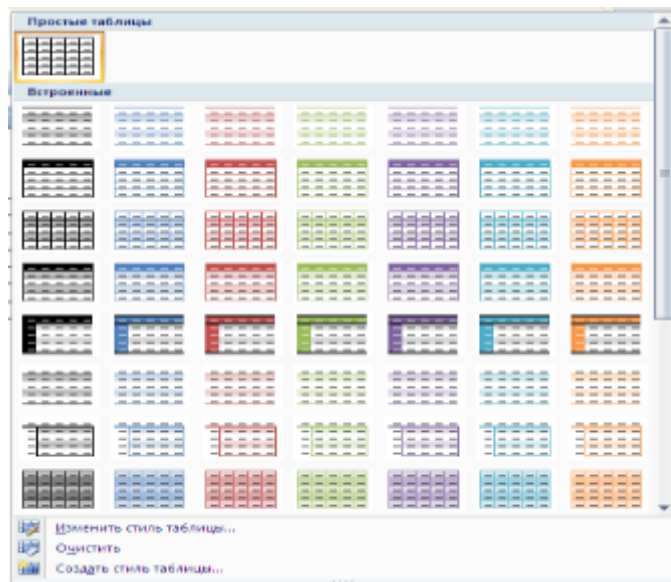 Простые таблицы
Встроенные
Изменить стиль таблицы...
Очистить
Создать стиль таблицы...